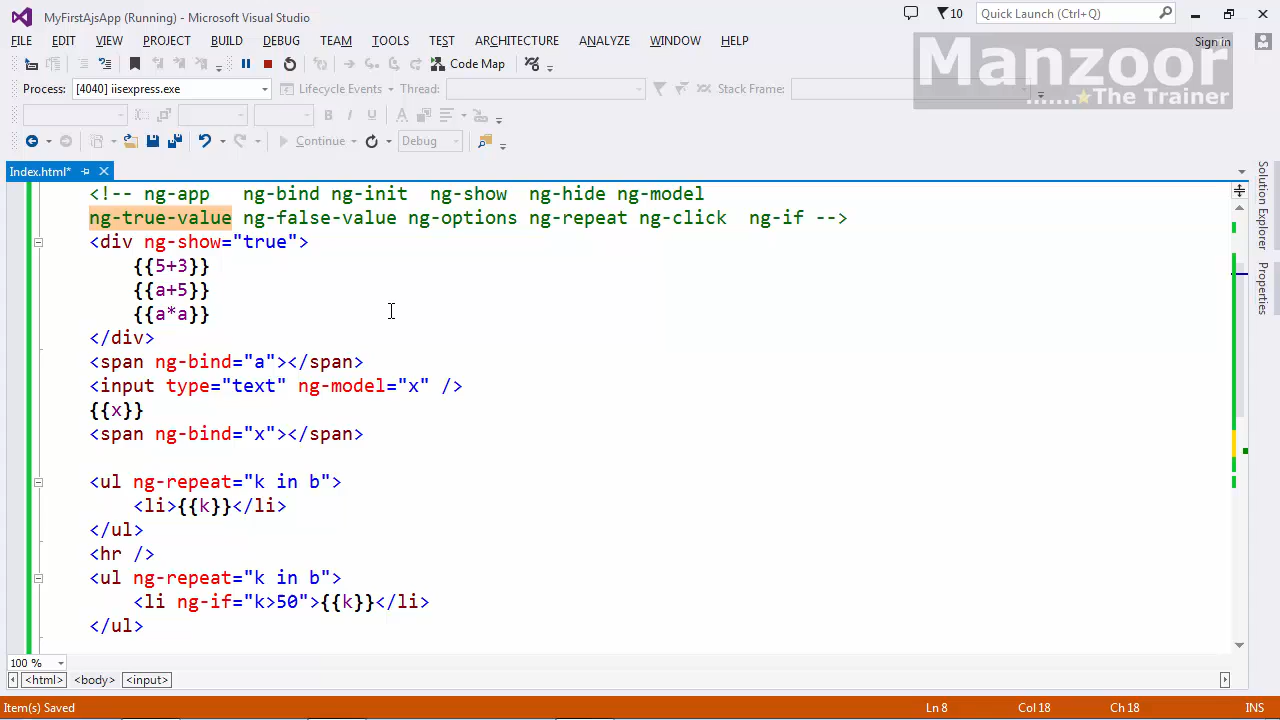 MyFirstAjsApp (Running) - Microsoft Visual Studio
10
Quick Launch (Ctrl+Q)
FILE EDIT VIEW PROJECT BUILD DEBUG TEAM TOOLS TEST ARCHITECTURE ANALYZE WINDOW HELP
Sign in
Manzoor
.......The Trainer
Code Map
Process: [4040] iisexpress.exe Lifecycle Events Thread: Stack Frame:
B I U A
Continue Debug
Index.html*
<!-- ng-app   ng-bind ng-init  ng-show  ng-hide ng-model
ng-true-value ng-false-value ng-options ng-repeat ng-click  ng-if -->
<div ng-show="true">
    {{5+3}}
    {{a+5}}
    {{a*a}}
</div>
<span ng-bind="a"></span>
<input type="text" ng-model="x" />
{{x}}
<span ng-bind="x"></span>
<ul ng-repeat="k in b">
    <li>{{k}}</li>
</ul>
<hr />
<ul ng-repeat="k in b">
    <li ng-if="k>50">{{k}}</li>
</ul>
Solution Explorer
Properties
100 %
<html> <body> <input>
Item(s) Saved Ln 8 Col 18 Ch 18 INS